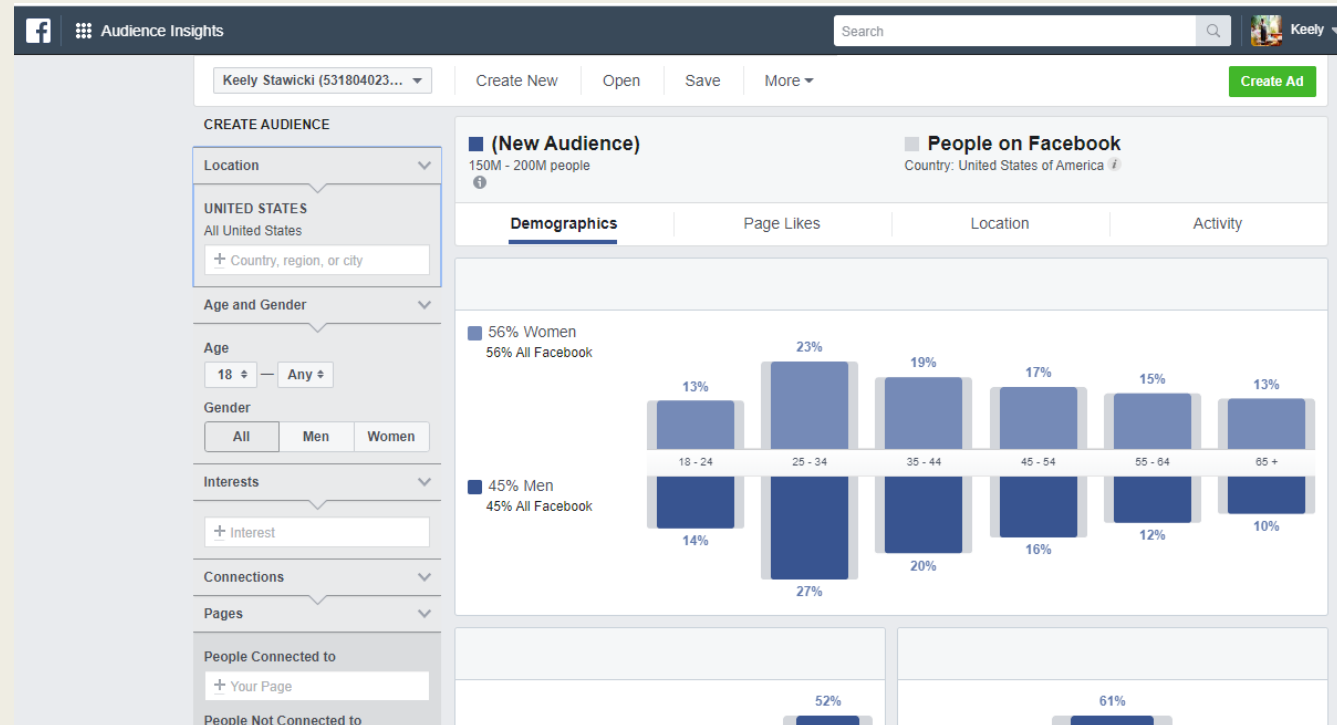 f Audience Insights Search Keely
Keely Stawicki (531804023... Create New Open Save More Create Ad
CREATE AUDIENCE
Location
UNITED STATES
All United States
+ Country, region, or city
Age and Gender
Age
18 — Any
Gender
All Men Women
Interests
+ Interest
Connections
Pages
People Connected to
+ Your Page
People Not Connected to
(New Audience)
150M - 200M people
i
People on Facebook
Country: United States of America i
Demographics Page Likes Location Activity
56% Women
56% All Facebook
13% 23% 19% 17% 15% 13%
18 - 24 25 - 34 35 - 44 45 - 54 55 - 64 65 +
45% Men
45% All Facebook
14% 27% 20% 16% 12% 10%
52% 61%